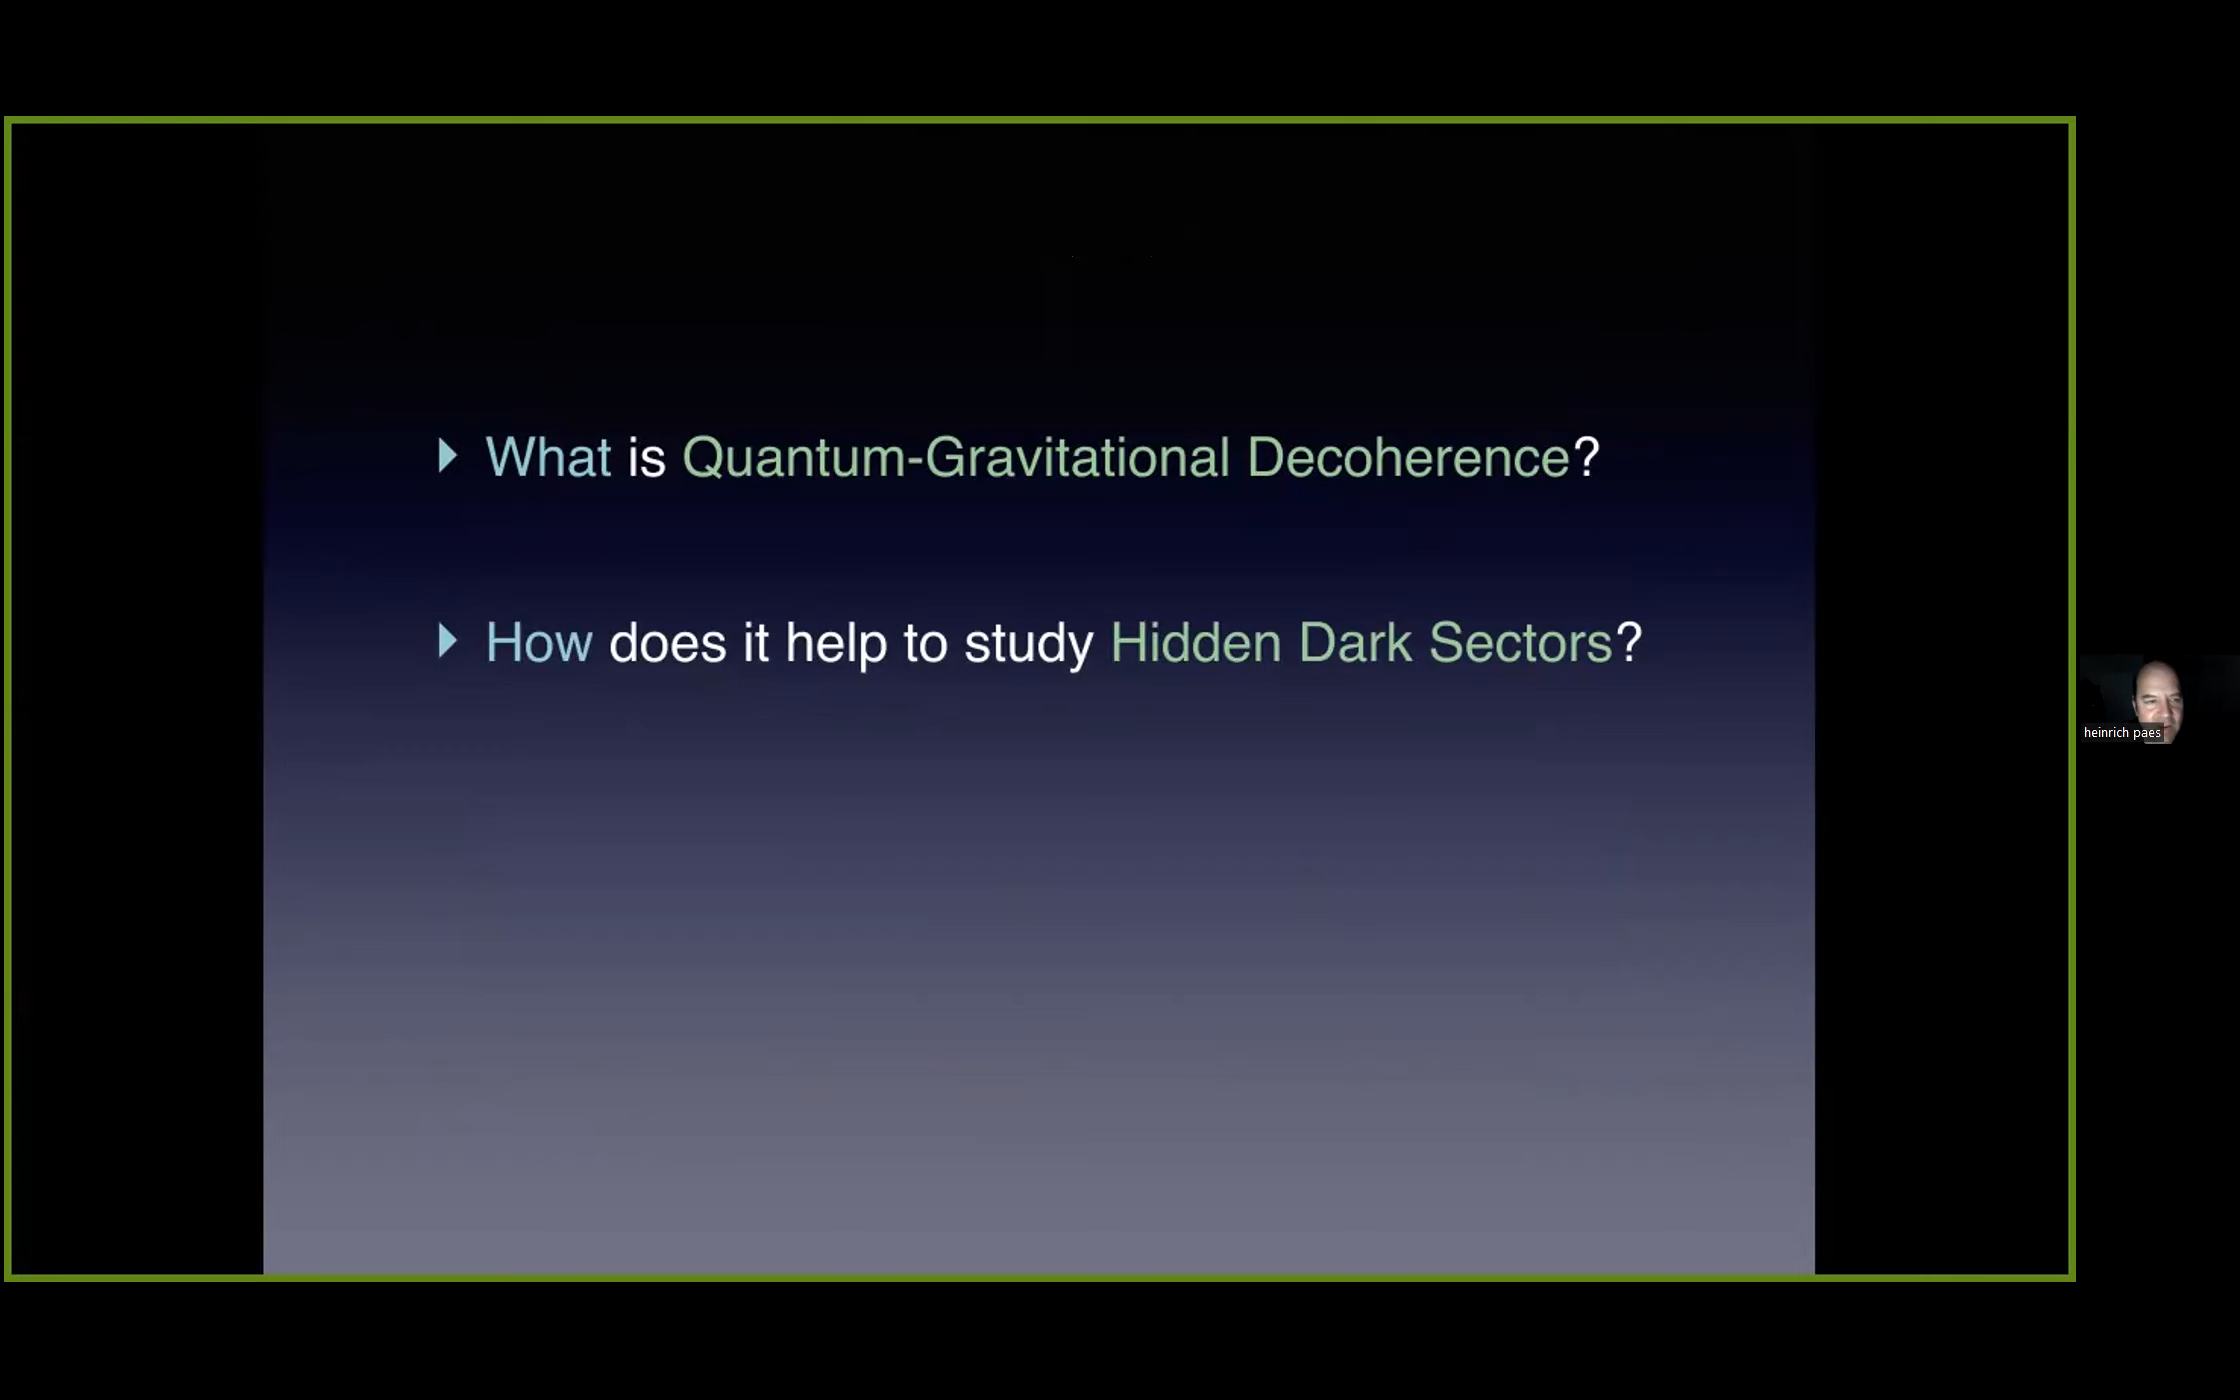 What is Quantum-Gravitational Decoherence?
How does it help to study Hidden Dark Sectors?
heinrich paes